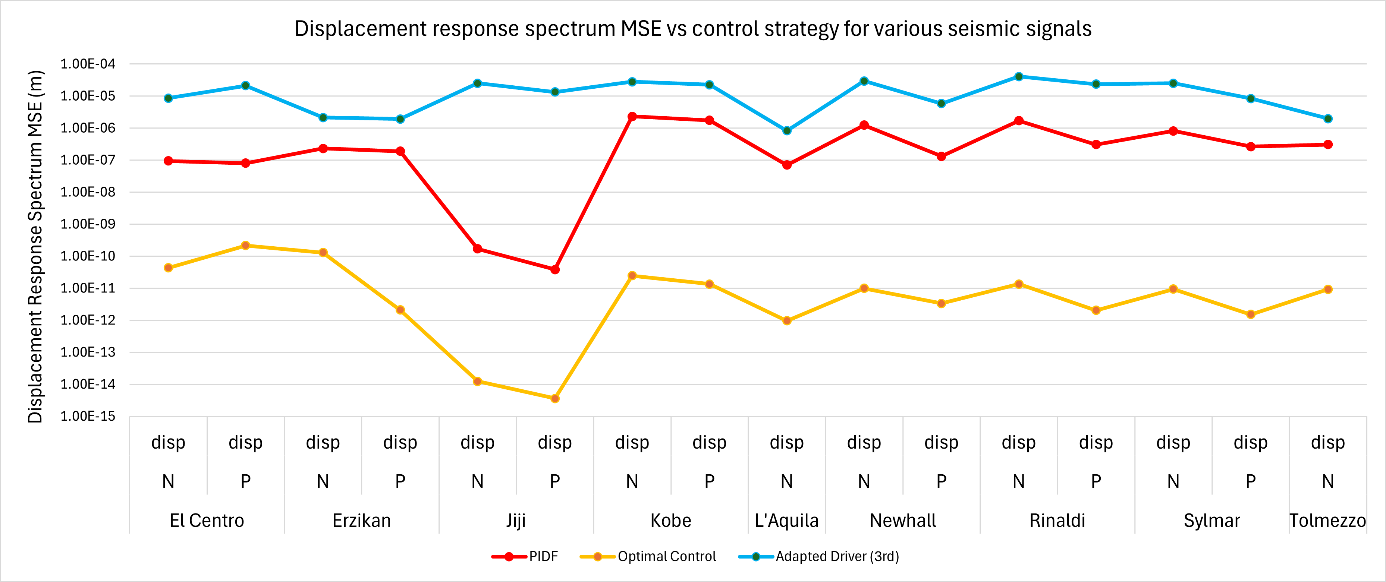 Displacement response spectrum MSE vs control strategy for various seismic signals
Displacement Response Spectrum MSE (m)
1.00E-04
1.00E-05
1.00E-06
1.00E-07
1.00E-08
1.00E-09
1.00E-10
1.00E-11
1.00E-12
1.00E-13
1.00E-14
1.00E-15
disp disp disp disp disp disp disp disp disp disp disp disp disp disp disp disp
N P N P N P N P N N P N P N P N
El Centro Erzikan Jiji Kobe L'Aquila Newhall Rinaldi Sylmar Tolmezzo
PIDF Optimal Control Adapted Driver (3rd)